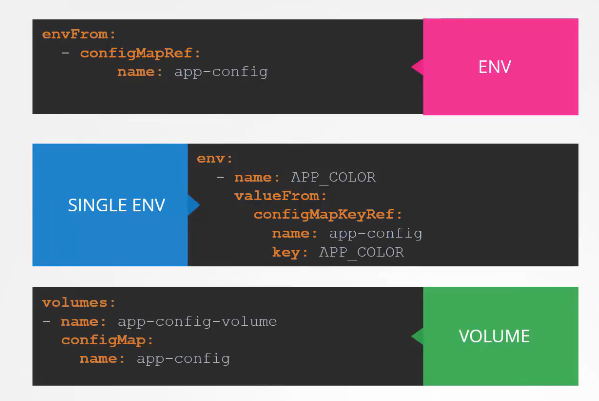 envFrom:
- configMapRef:
name: app-config
ENV
SINGLE ENV
env:
- name: APP_COLOR
valueFrom:
configMapKeyRef:
name: app-config
key: APP_COLOR
volumes:
- name: app-config-volume
configMap:
name: app-config
VOLUME